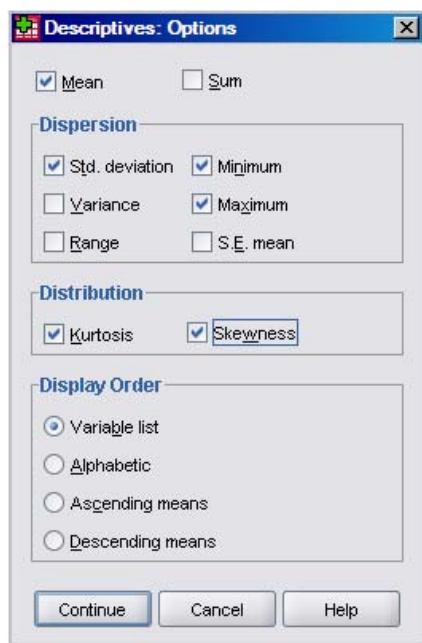 Descriptives: Options
Mean Sum
Dispersion
Std. deviation Minimum
Variance Maximum
Range S.E. mean
Distribution
Kurtosis Skewness
Display Order
Variable list
Alphabetic
Ascending means
Descending means
Continue Cancel Help